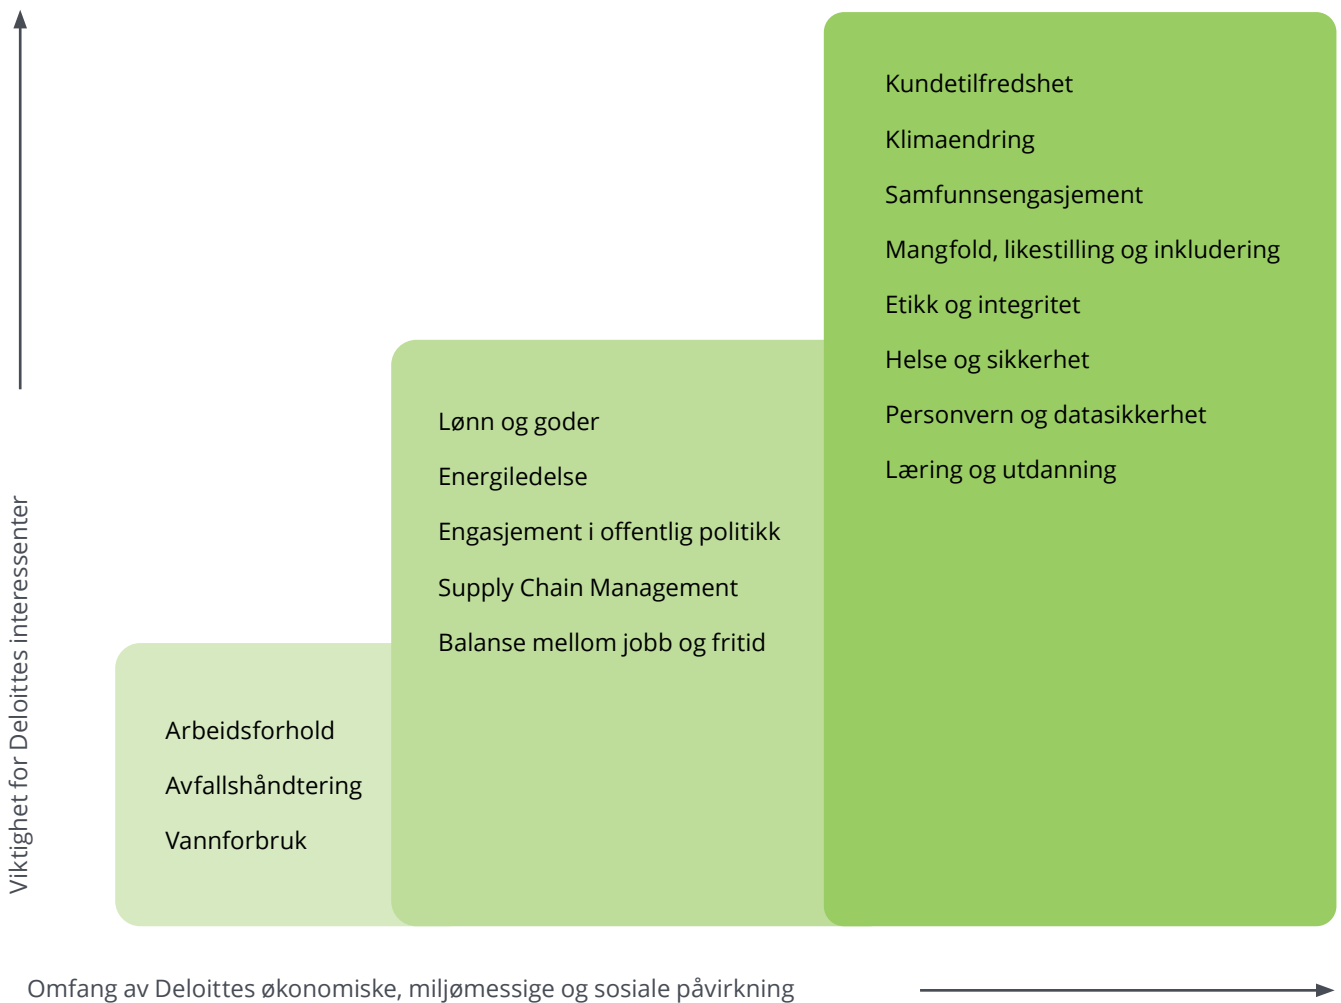 Kundetilfredshet
Klimaendring
Samfunnsengasjement
Mangfold, likestilling og inkludering
Etikk og integritet
Helse og sikkerhet
Personvern og datasikkerhet
Læring og utdanning
Lønn og goder
Energiledelse
Engasjement i offentlig politikk
Supply Chain Management
Balanse mellom jobb og fritid
Arbeidsforhold
Avfallshåndtering
Vannforbruk
Viktighet for Deloittes interessenter
Omfang av Deloittes økonomiske, miljømessige og sosiale påvirkning